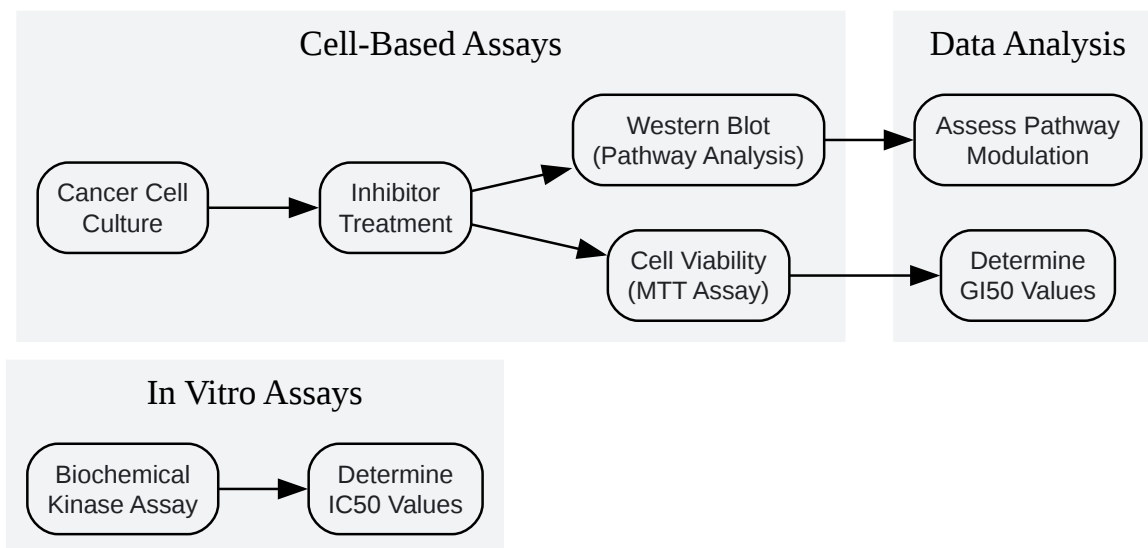 Cell-Based Assays
Cancer Cell
Culture
Inhibitor
Treatment
Western Blot
(Pathway Analysis)
Cell Viability
(MTT Assay)
Data Analysis
Assess Pathway
Modulation
Determine
GI50 Values
In Vitro Assays
Biochemical
Kinase Assay
Determine
IC50 Values